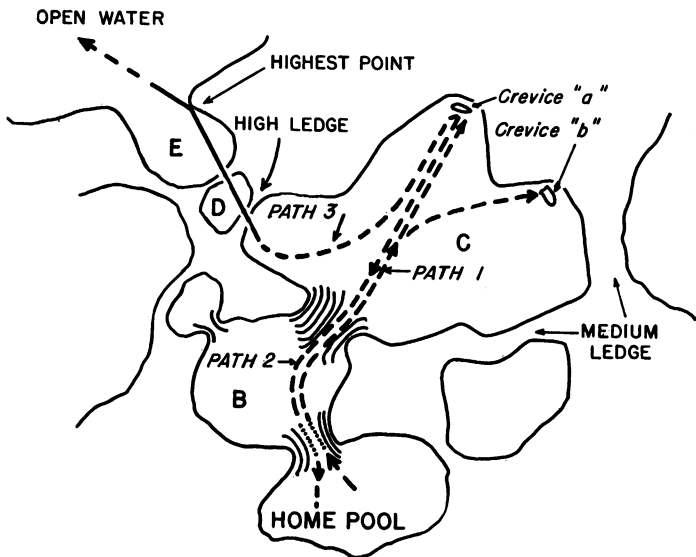 OPEN WATER
HIGHEST POINT
Crevice "a"
Crevice "b"
HIGH LEDGE
E
D
PATH 3
C
PATH 1
MEDIUM
LEDGE
PATH 2
B
HOME POOL